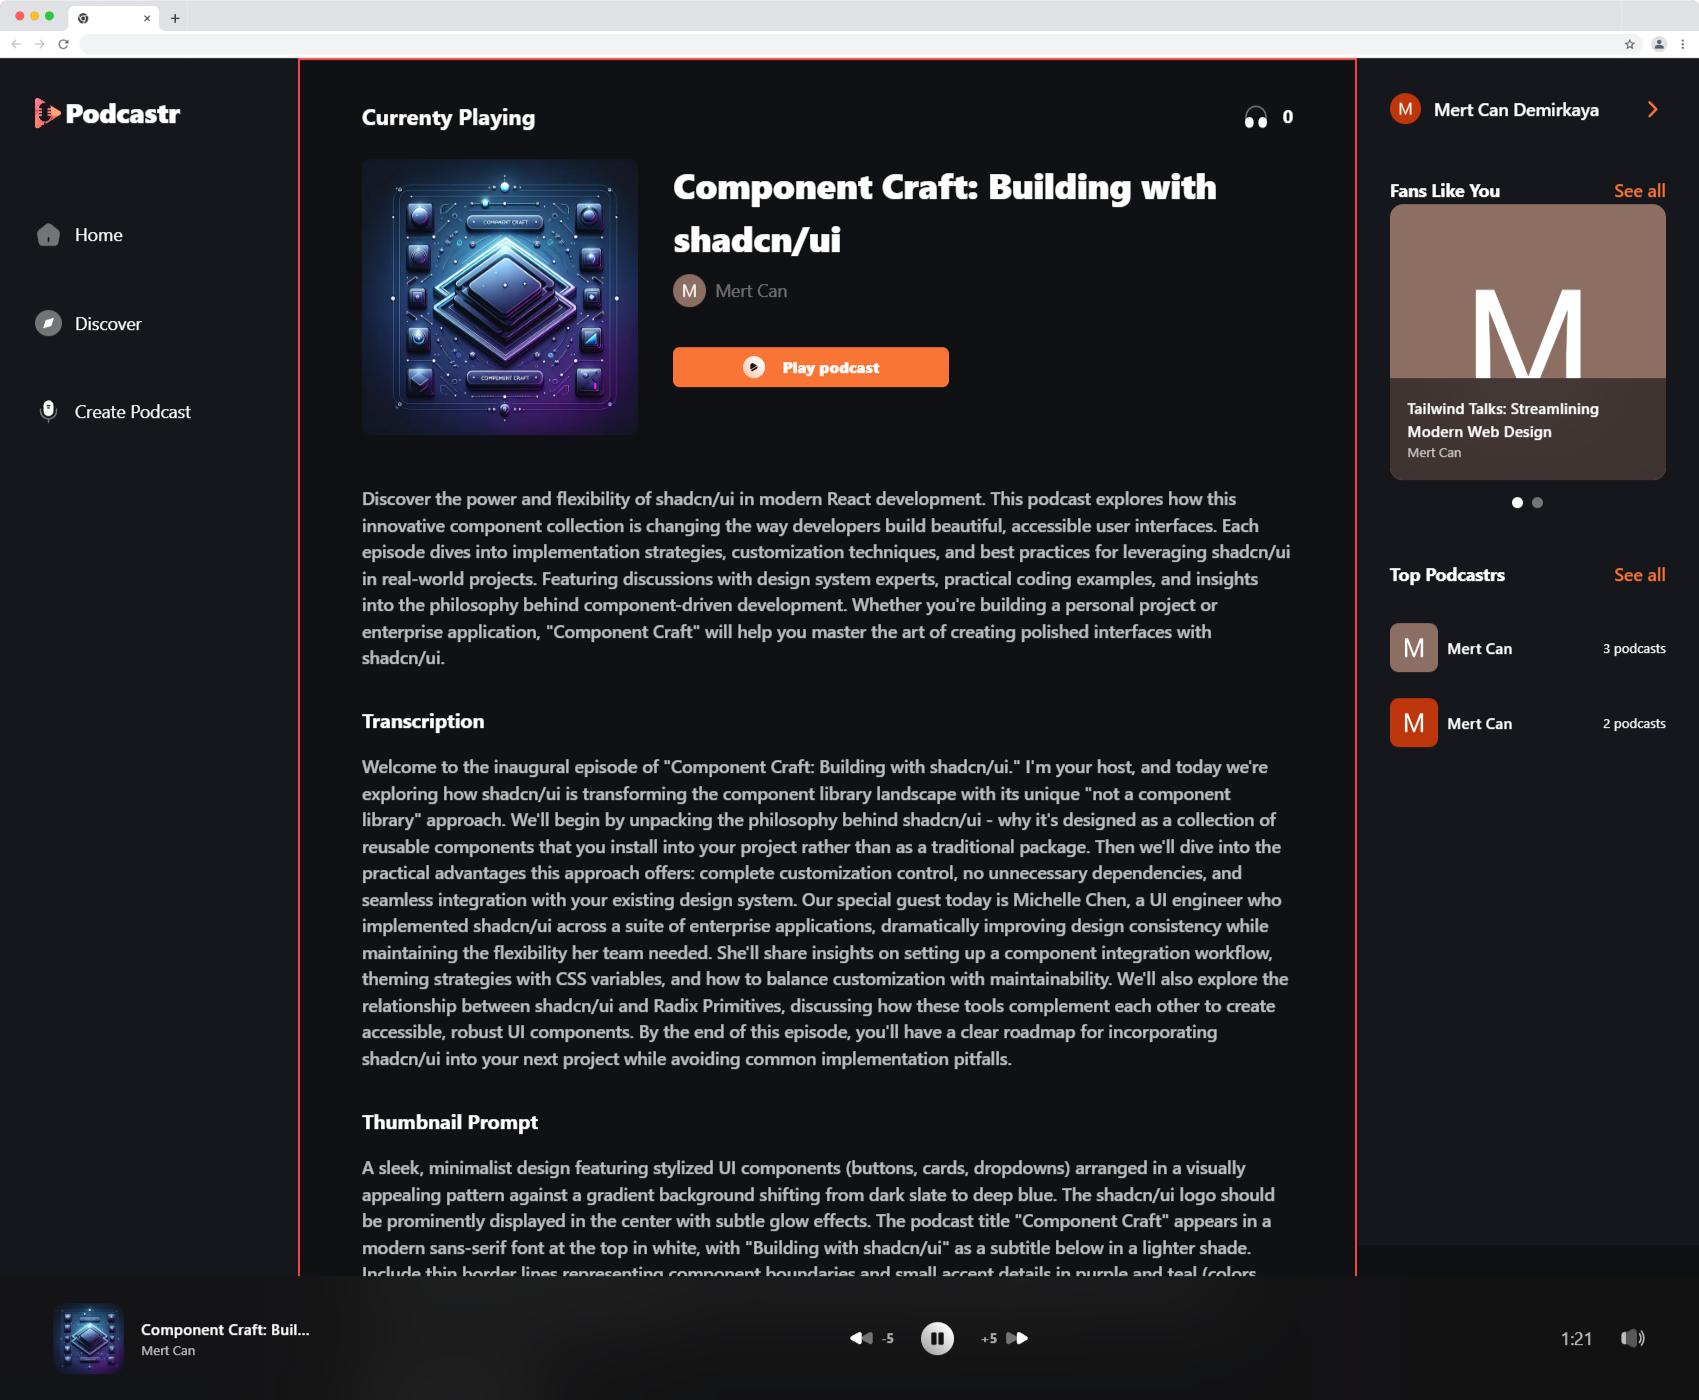 Podcastr
Home
Discover
Create Podcast
Currenty Playing
0
COMPONENT CRAFT
Component Craft: Building with
shadcn/ui
M Mert Can
Play podcast
Discover the power and flexibility of shadcn/ui in modern React development. This podcast explores how this
innovative component collection is changing the way developers build beautiful, accessible user interfaces. Each
episode dives into implementation strategies, customization techniques, and best practices for leveraging shadcn/ui
in real-world projects. Featuring discussions with design system experts, practical coding examples, and insights
into the philosophy behind component-driven development. Whether you're building a personal project or
enterprise application, "Component Craft" will help you master the art of creating polished interfaces with
shadcn/ui.
Transcription
Welcome to the inaugural episode of "Component Craft: Building with shadcn/ui." I'm your host, and today we're
exploring how shadcn/ui is transforming the component library landscape with its unique "not a component
library" approach. We'll begin by unpacking the philosophy behind shadcn/ui - why it's designed as a collection of
reusable components that you install into your project rather than as a traditional package. Then we'll dive into the
practical advantages this approach offers: complete customization control, no unnecessary dependencies, and
seamless integration with your existing design system. Our special guest today is Michelle Chen, a UI engineer who
implemented shadcn/ui across a suite of enterprise applications, dramatically improving design consistency while
maintaining the flexibility her team needed. She'll share insights on setting up a component integration workflow,
theming strategies with CSS variables, and how to balance customization with maintainability. We'll also explore the
relationship between shadcn/ui and Radix Primitives, discussing how these tools complement each other to create
accessible, robust UI components. By the end of this episode, you'll have a clear roadmap for incorporating
shadcn/ui into your next project while avoiding common implementation pitfalls.
Thumbnail Prompt
A sleek, minimalist design featuring stylized UI components (buttons, cards, dropdowns) arranged in a visually
appealing pattern against a gradient background shifting from dark slate to deep blue. The shadcn/ui logo should
be prominently displayed in the center with subtle glow effects. The podcast title "Component Craft" appears in a
modern sans-serif font at the top in white, with "Building with shadcn/ui" as a subtitle below in a lighter shade.
Include thin border lines representing component boundaries and small accent details in purple and teal (colors
M Mert Can Demirkaya
Fans Like You See all
M
Tailwind Talks: Streamlining
Modern Web Design
Mert Can
Top Podcastrs See all
M Mert Can 3 podcasts
M Mert Can 2 podcasts
Component Craft: Buil...
Mert Can
-5
+5
1:21